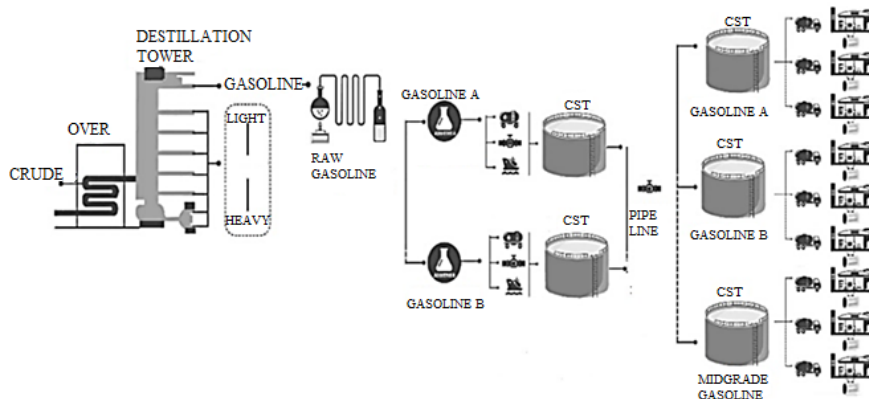 DESTILLATION
TOWER
GASOLINE
OVER
LIGHT
CRUDE
HEAVY
RAW
GASOLINE
GASOLINE A
CST
GASOLINE B
CST
PIPE
LINE
CST
GASOLINE A
CST
GASOLINE B
CST
MIDGRADE
GASOLINE